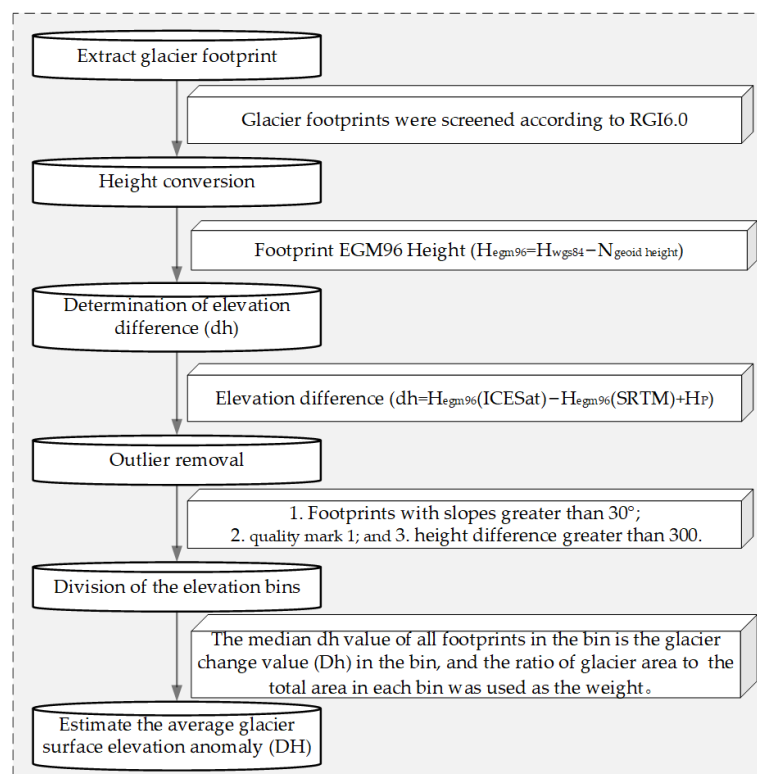 Extract glacier footprint
Glacier footprints were screened according to RGI6.0
Height conversion
Footprint EGM96 Height (Hegm96=Hwgs84−Ngeoid height)
Determination of elevation
difference (dh)
Elevation difference (dh=Hegm96(ICESat)−Hegm96(SRTM)+HP)
Outlier removal
1. Footprints with slopes greater than 30°;
2. quality mark 1; and 3. height difference greater than 300.
Division of the elevation bins
The median dh value of all footprints in the bin is the glacier
change value (Dh) in the bin, and the ratio of glacier area to the
total area in each bin was used as the weight。
Estimate the average glacier
surface elevation anomaly (DH)